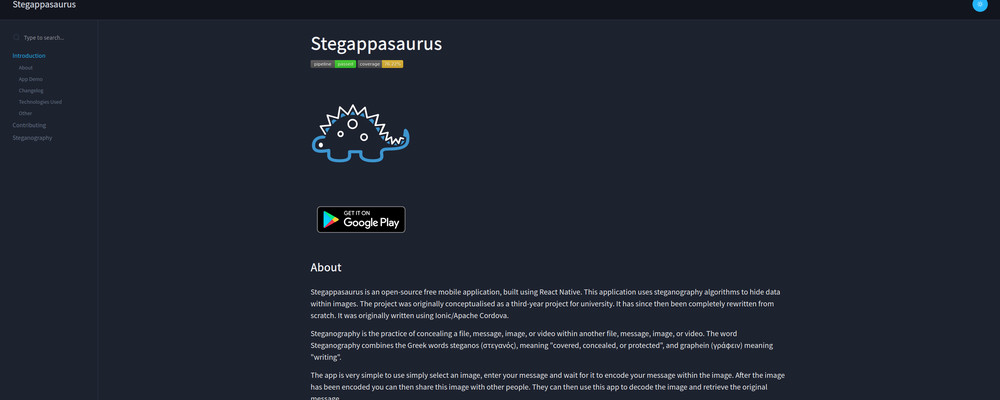 Stegappasaurus
Type to search...
Introduction
About
App Demo
Changelog
Technologies Used
Other
Contributing
Steganography
Stegappasaurus
pipeline passed coverage
GET IT ON
Google Play
About
Stegappasaurus is an open-source free mobile application, built using React Native. This application uses steganography algorithms to hide data
within images. The project was originally conceptualised as a third-year project for university. It has since then been completely rewritten from
scratch. It was originally written using Ionic/Apache Cordova.
Steganography is the practice of concealing a file, message, image, or video within another file, message, image, or video. The word
Steganography combines the Greek words steganos (στεγανός), meaning "covered, concealed, or protected", and graphein (γράφειν) meaning
"writing".
The app is very simple to use simply select an image, enter your message and wait for it to encode your message within the image. After the image
has been encoded you can then share this image with other people. They can then use this app to decode the image and retrieve the original
message.